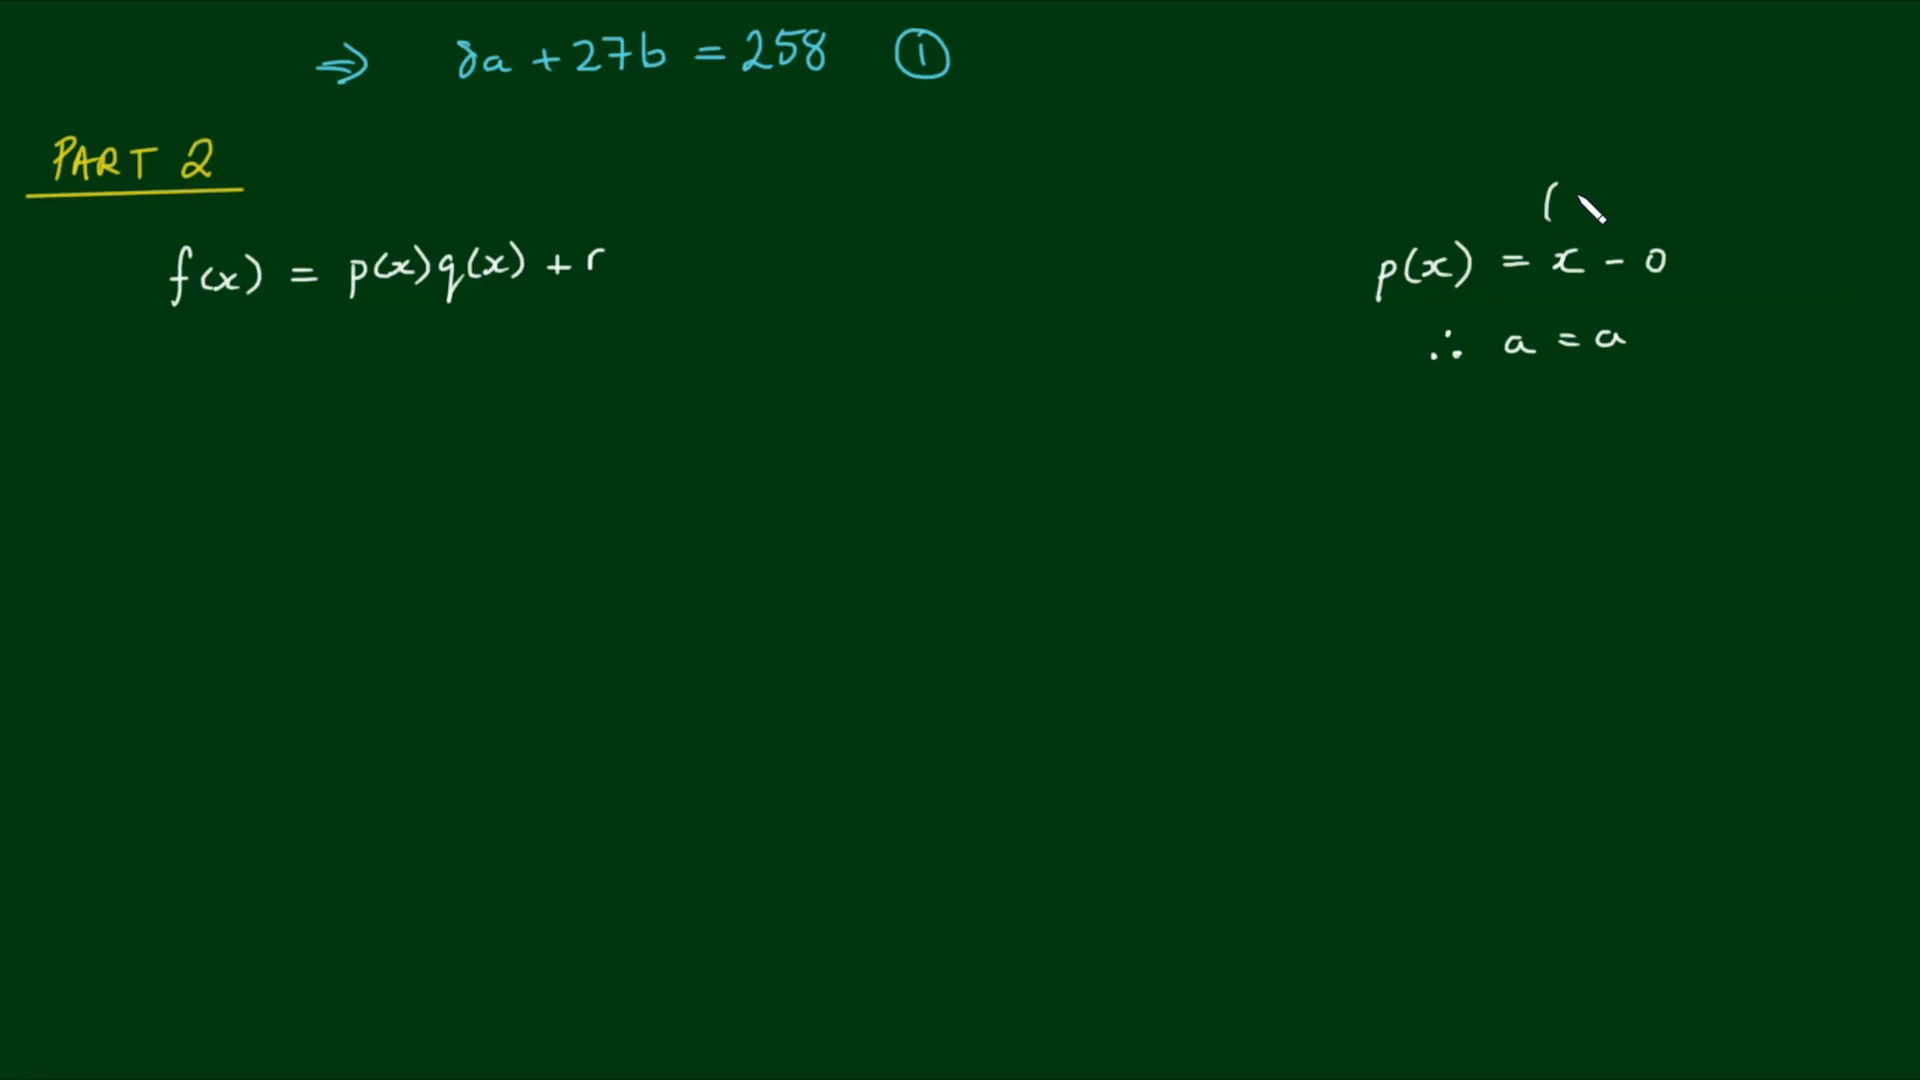 ⇒ 8a + 27b = 258 ①
PART 2
(
f(x) = p(x)q(x) + r
p(x) = x - 0
∴ a = a